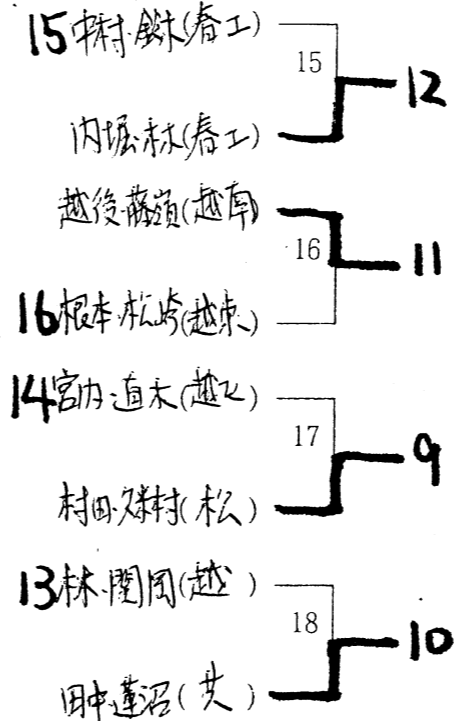 15 中村・鈴木(春工)
15
12
内堀・林(春工)
越後・藤嶺(越南)
16
11
16 根本・松崎(越東)
14 宮内・直木(越北)
17
9
村田・久米村(松)
13 林・関岡(越)
18
10
田中・蓮沼(共)